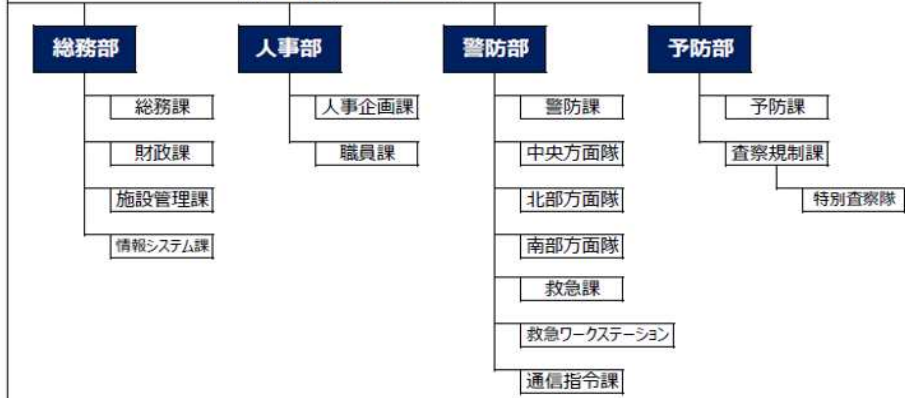 総務部
総務課
財政課
施設管理課
情報システム課
人事部
人事企画課
職員課
警防部
警防課
中央方面隊
北部方面隊
南部方面隊
救急課
救急ワークステーション
通信指令課
予防部
予防課
査察規制課
特別査察隊